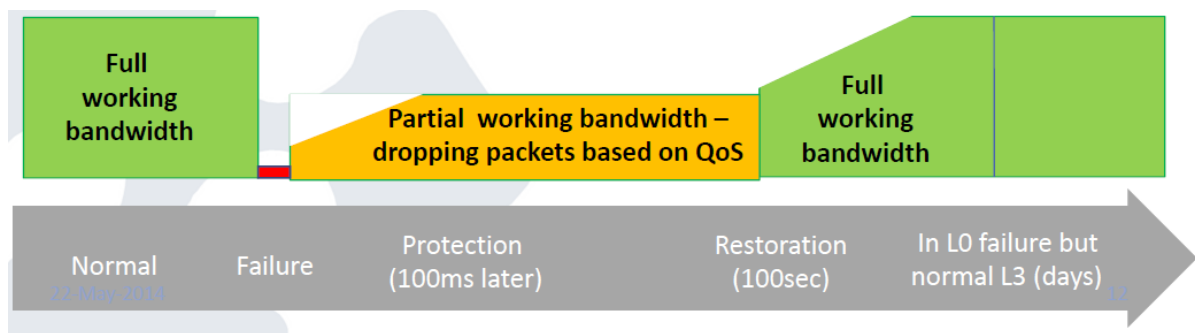 Full
working
bandwidth
Partial working bandwidth –
dropping packets based on QoS
Full
working
bandwidth
Normal
Failure
Protection
(100ms later)
Restoration
(100sec)
In L0 failure but
normal L3 (days)
22-May-2014
12